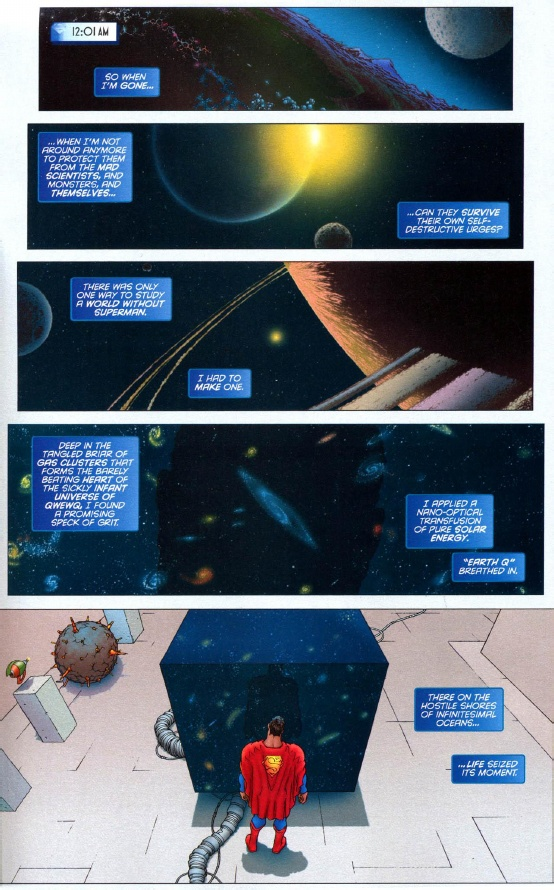 12:01 AM
SO WHEN
I'M GONE...
...WHEN I'M NOT
AROUND ANYMORE
TO PROTECT THEM
FROM THE MAD
SCIENTISTS, AND
MONSTERS, AND
THEMSELVES...
...CAN THEY SURVIVE
THEIR OWN SELF-
DESTRUCTIVE URGES?
THERE WAS ONLY
ONE WAY TO STUDY
A WORLD WITHOUT
SUPERMAN.
I HAD TO
MAKE ONE.
DEEP IN THE
TANGLED BRIAR OF
GAS CLUSTERS THAT
FORMS THE BARELY
BEATING HEART OF
THE SICKLY INFANT
UNIVERSE OF
QWEWQ, I FOUND
A PROMISING
SPECK OF GRIT.
I APPLIED A
NANO-OPTICAL
TRANSFUSION
OF PURE SOLAR
ENERGY.
"EARTH Q"
BREATHED IN.
THERE ON THE
HOSTILE SHORES
OF INFINITESIMAL
OCEANS...
...LIFE SEIZED
ITS MOMENT.